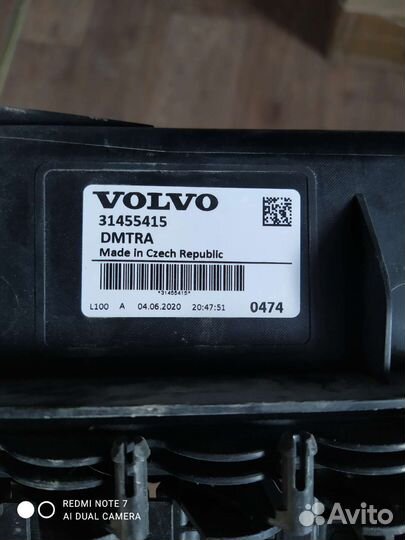 VOLVO
31455415
DMTRA
Made in Czech Republic
*31455415*
L100 A 04.06.2020 20:47:51 0474
REDMI NOTE 7
AI DUAL CAMERA
Avito